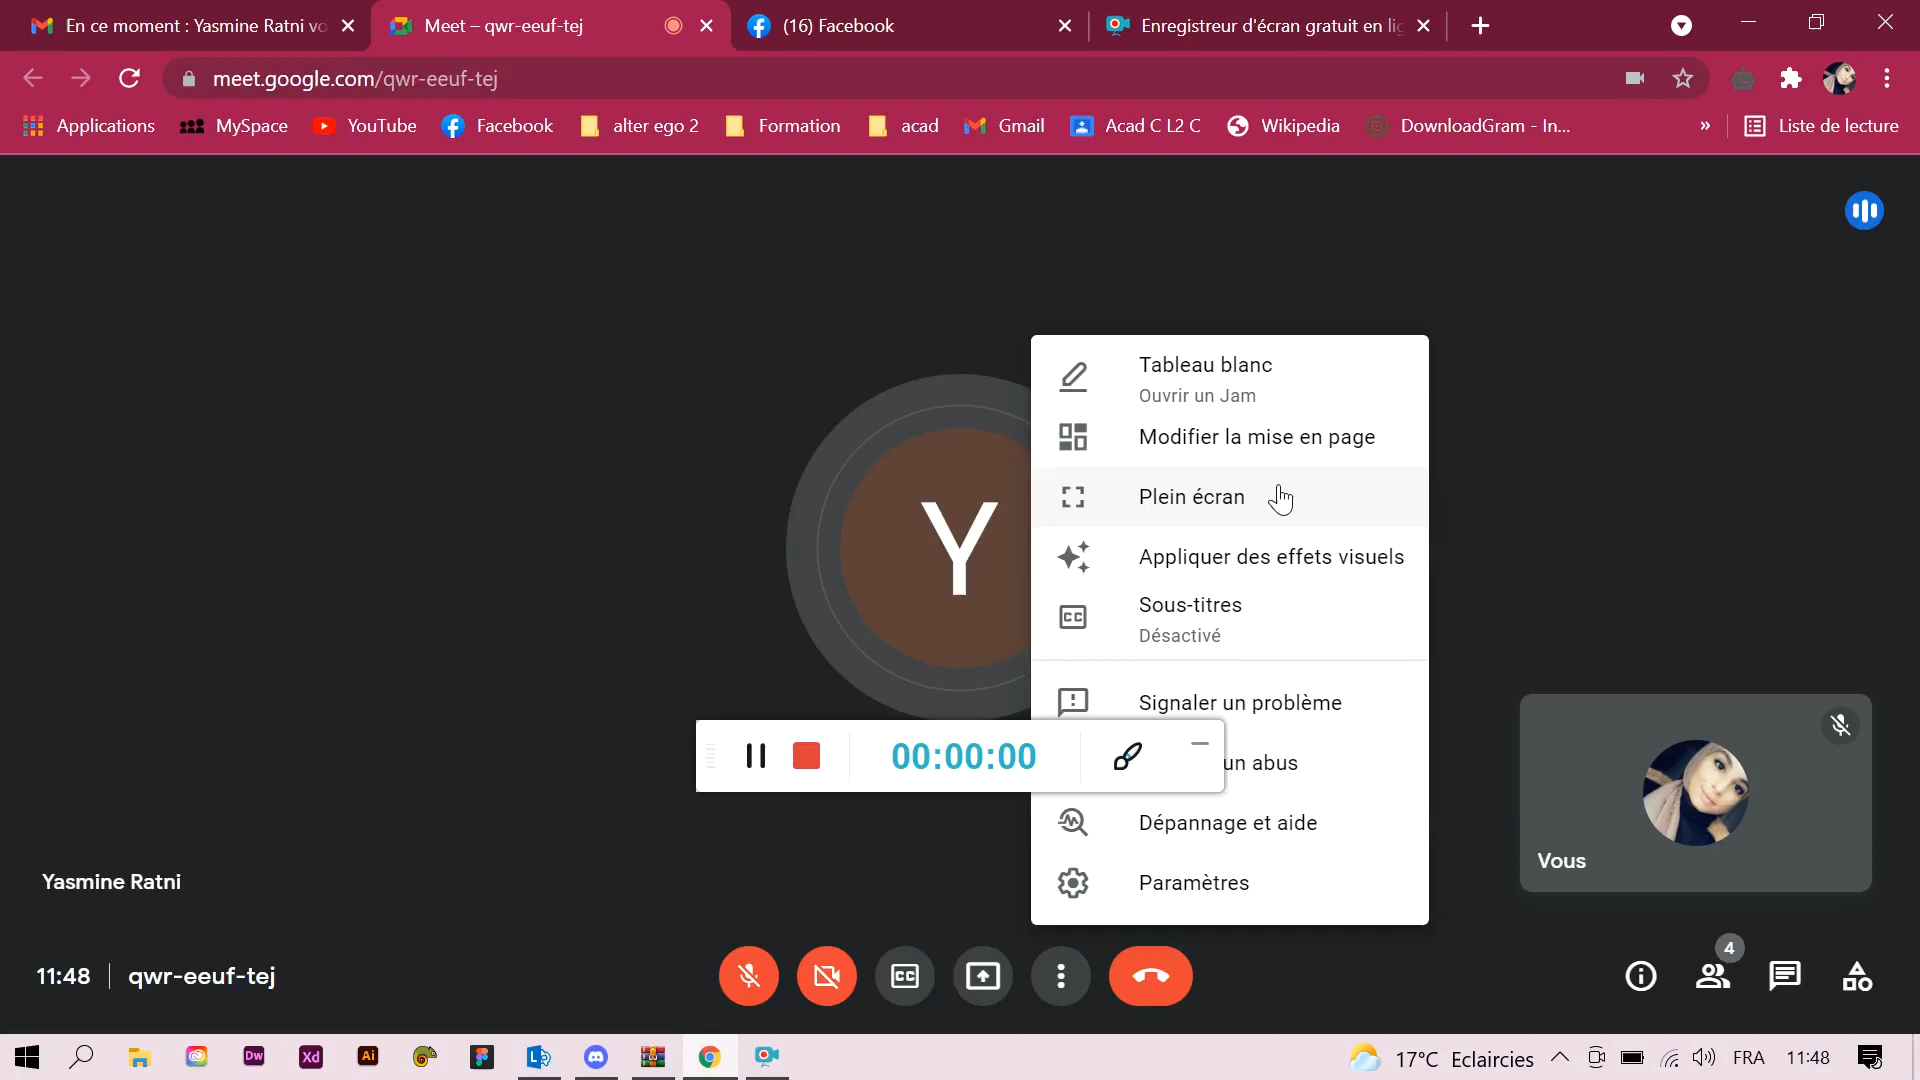 En ce moment : Yasmine Ratni vo
Meet – qwr-eeuf-tej
(16) Facebook
Enregistreur d'écran gratuit en lig
meet.google.com/qwr-eeuf-tej
Applications
MySpace
YouTube
Facebook
alter ego 2
Formation
acad
Gmail
Acad C L2 C
Wikipedia
DownloadGram - In...
»
Liste de lecture
Tableau blanc
Ouvrir un Jam
Modifier la mise en page
Plein écran
Appliquer des effets visuels
Sous-titres
Désactivé
Signaler un problème
un abus
Dépannage et aide
Paramètres
Y
00:00:00
Vous
Yasmine Ratni
11:48
qwr-eeuf-tej
4
Dw
Xd
Ai
17°C Eclaircies
FRA
11:48